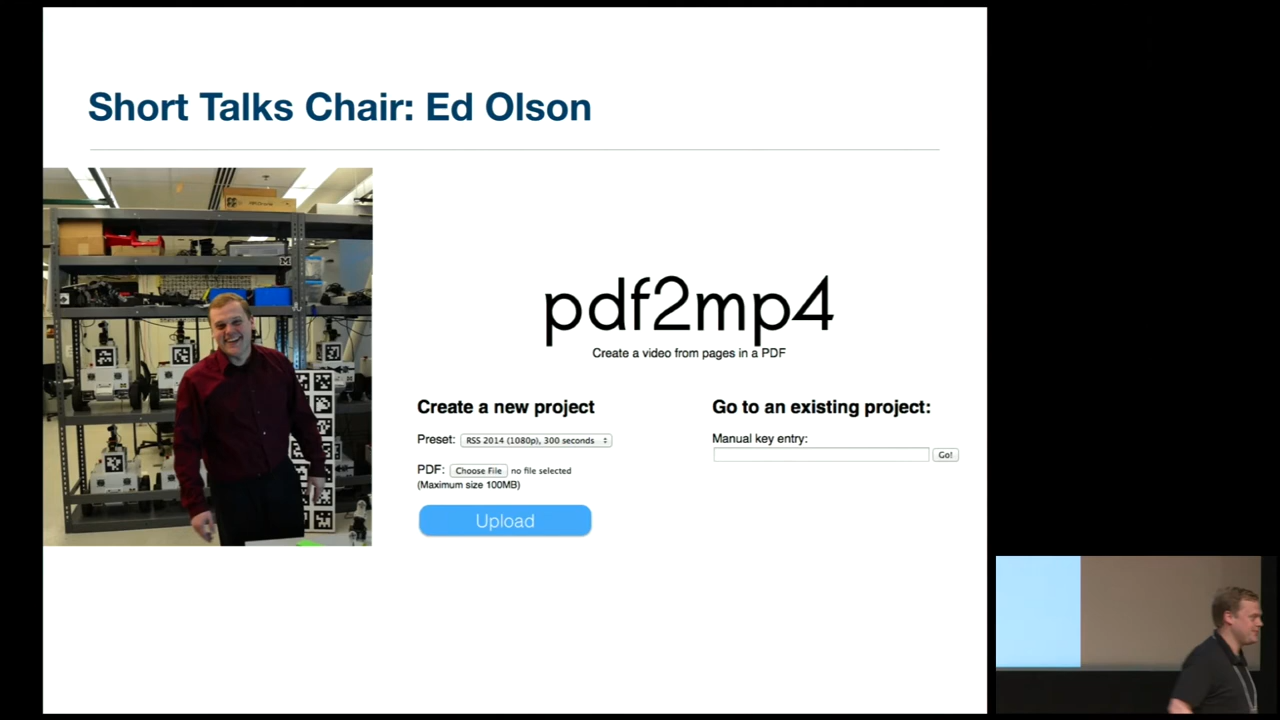 Short Talks Chair: Ed Olson
pdf2mp4
Create a video from pages in a PDF
Create a new project
Preset: RSS 2014 (1080p), 300 seconds
PDF: Choose File no file selected
(Maximum size 100MB)
Upload
Go to an existing project:
Manual key entry:
Go!
M